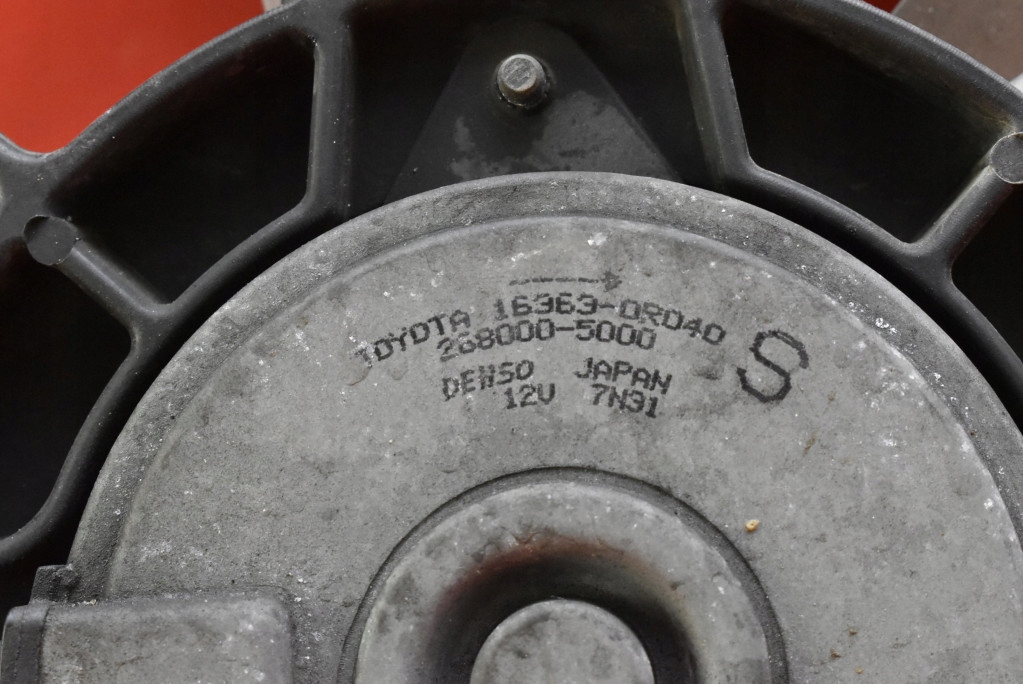 TOYOTA 16363-0R040
268000-5000
S
DENSO JAPAN
12V 7N31